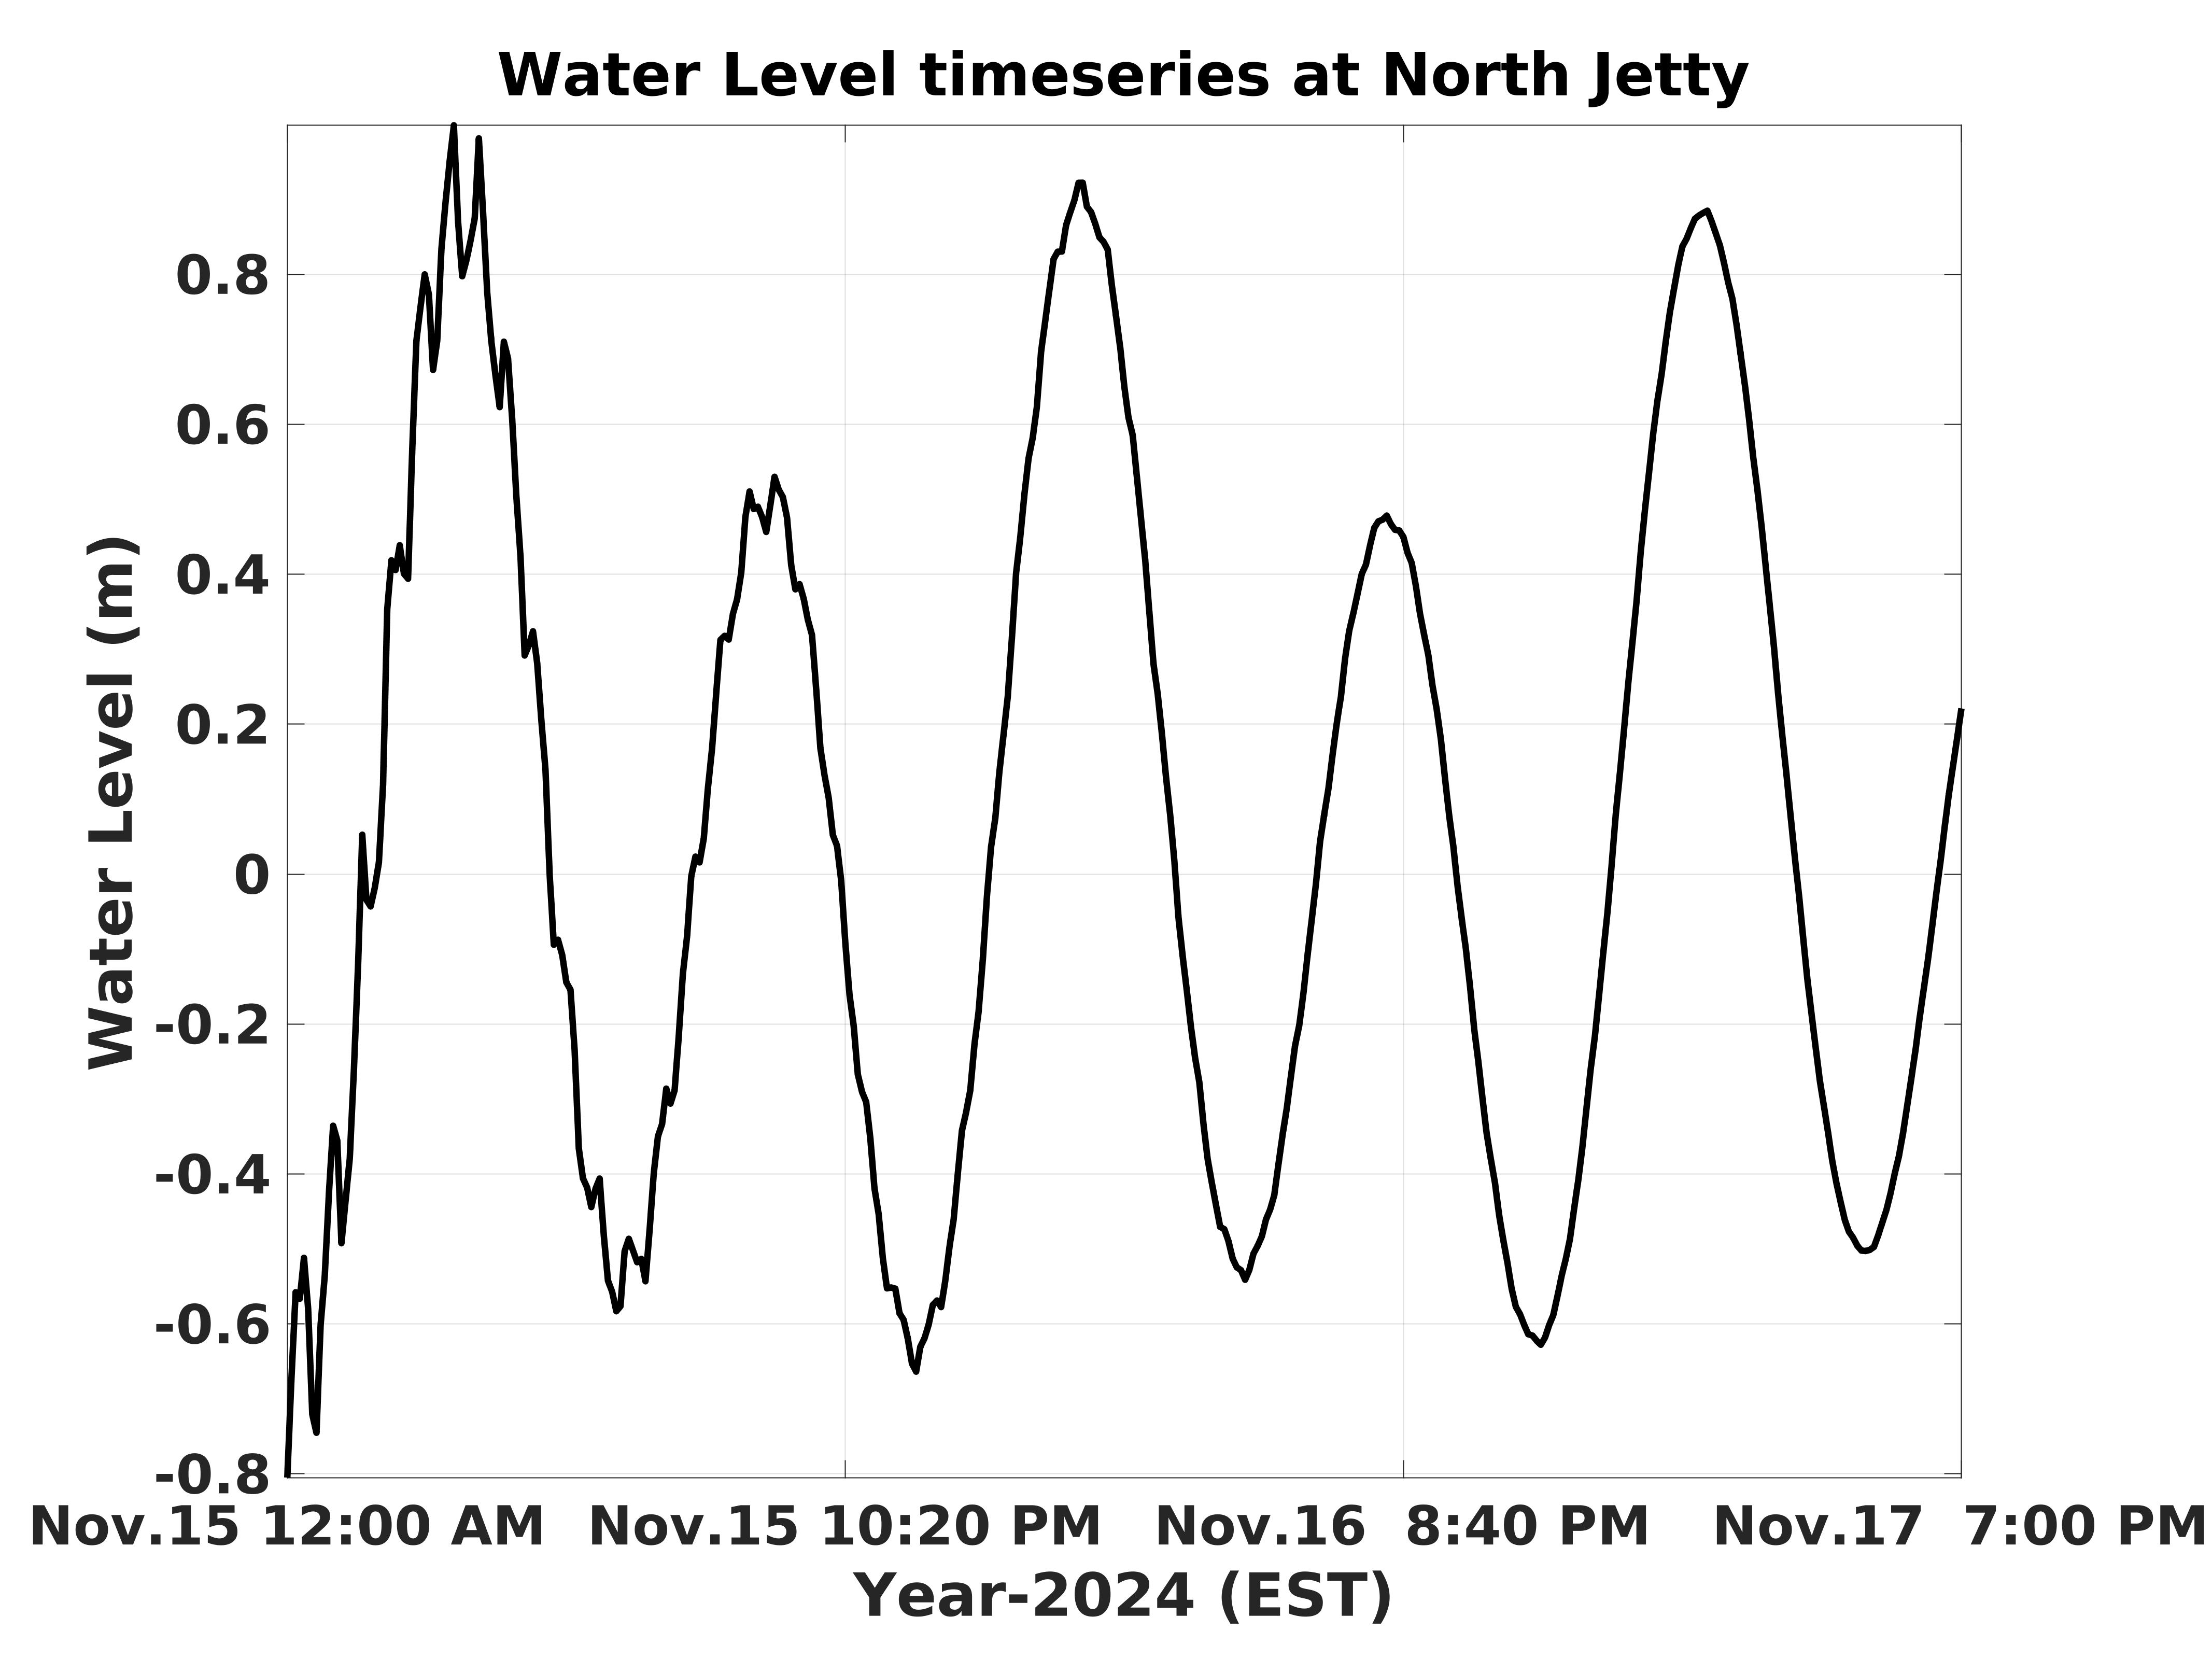 Water Level timeseries at North Jetty
Water Level (m)
0.8
0.6
0.4
0.2
0
-0.2
-0.4
-0.6
-0.8
Nov.15 12:00 AM Nov.15 10:20 PM Nov.16 8:40 PM Nov.17 7:00 PM
Year-2024 (EST)